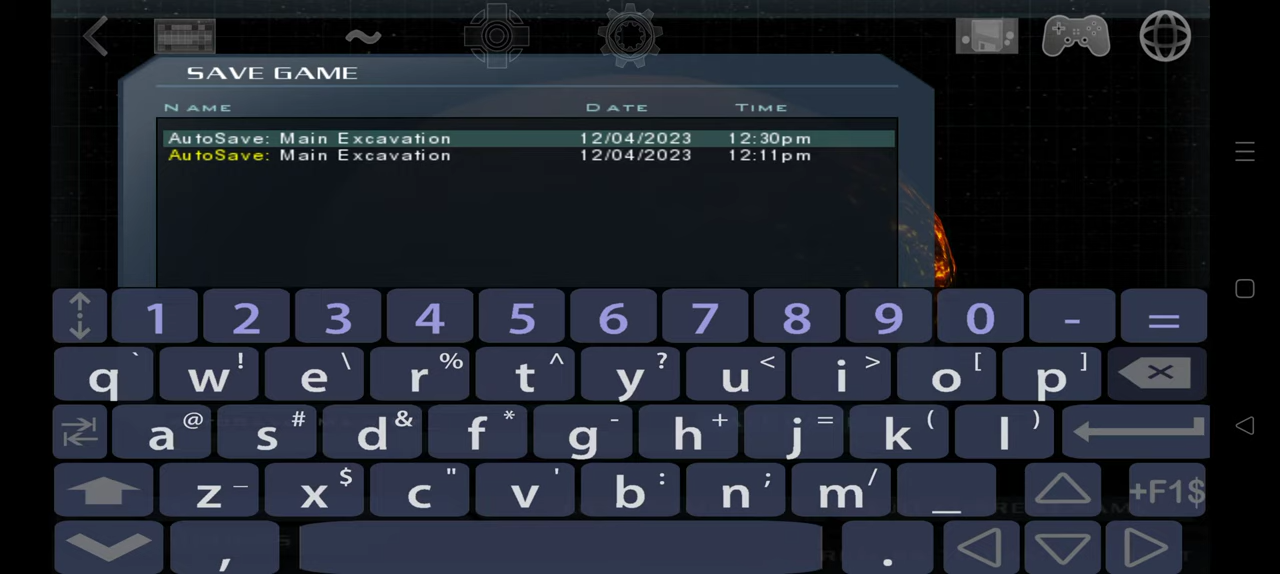 ~
SAVE GAME
NAME DATE TIME
AutoSave: Main Excavation 12/04/2023 12:30pm
AutoSave: Main Excavation 12/04/2023 12:11pm
1 2 3 4 5 6 7 8 9 0 - =
q ` w ! e \ r % t ^ y ? u < i > o [ p ]
a @ s # d & f * g - h + j = k ( l )
z _ x $ c " v ' b : n ; m / _ +F1$
, .